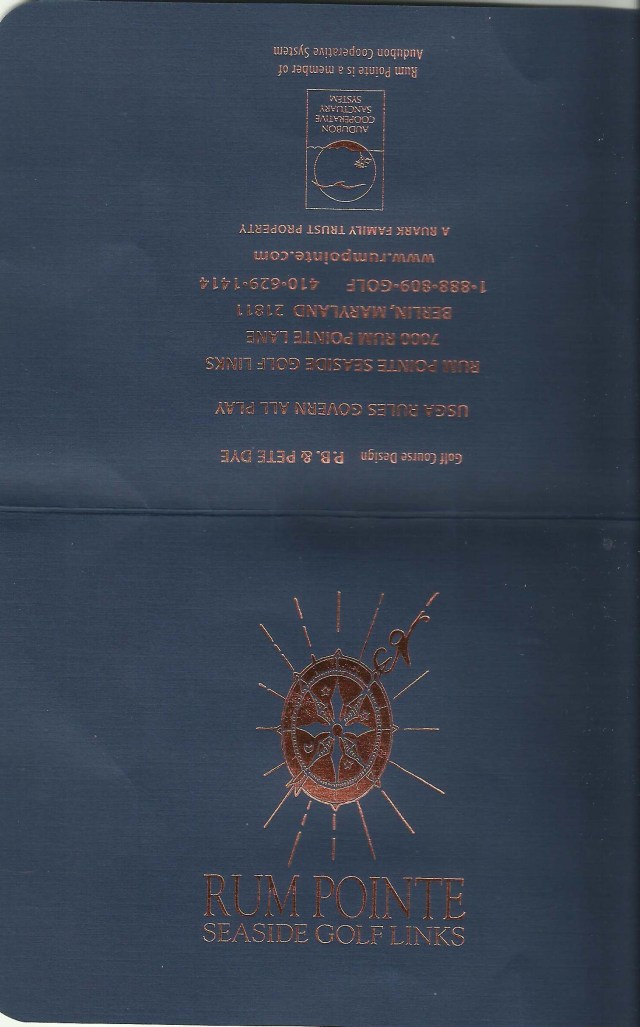 RUM POINTE
SEASIDE GOLF LINKS
Golf Course Design P.B. & PETE DYE
USGA RULES GOVERN ALL PLAY
RUM POINTE SEASIDE GOLF LINKS
7000 RUM POINTE LANE
BERLIN, MARYLAND 21811
1-888-809-GOLF 410-629-1414
www.rumpointe.com
A RUARK FAMILY TRUST PROPERTY
AUDUBON
COOPERATIVE
SANCTUARY
SYSTEM
Rum Pointe is a member of
Audubon Cooperative System